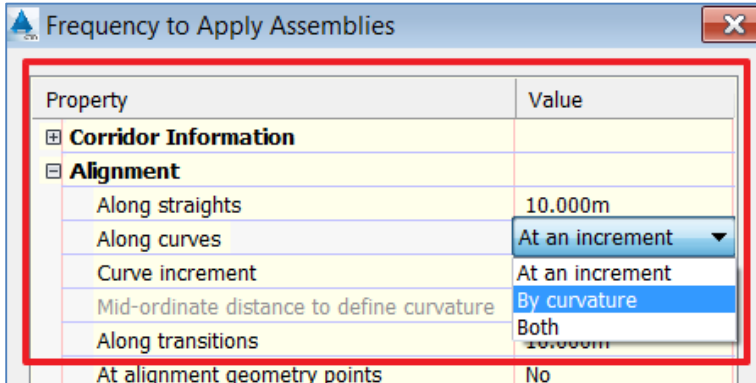 Frequency to Apply Assemblies
Property Value
Corridor Information
Alignment
Along straights 10.000m
Along curves At an increment
Curve increment At an increment
Mid-ordinate distance to define curvature By curvature
Both
Along transitions
At alignment geometry points No